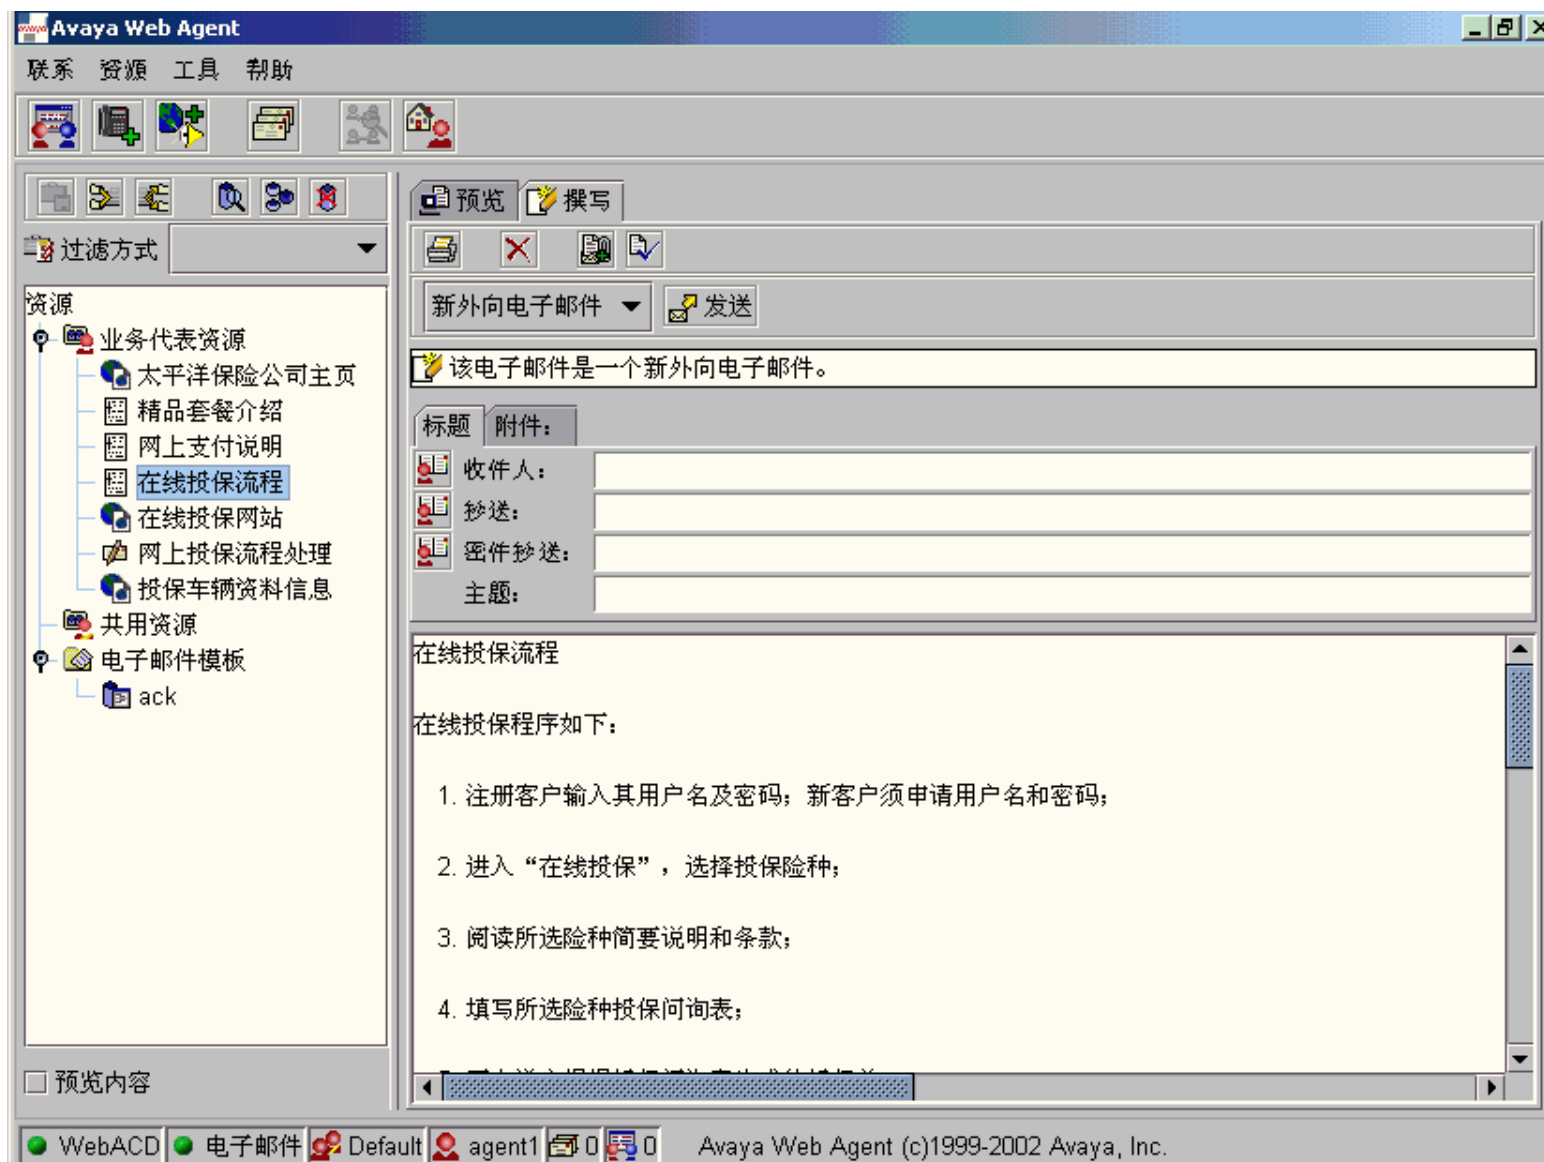 Avaya Web Agent
联系 资源 工具 帮助
过滤方式
资源
业务代表资源
太平洋保险公司主页
精品套餐介绍
网上支付说明
在线投保流程
在线投保网站
网上投保流程处理
投保车辆资料信息
共用资源
电子邮件模板
ack
预览内容
预览 撰写
新外向电子邮件 发送
该电子邮件是一个新外向电子邮件。
标题 附件：
收件人：
抄送：
密件抄送：
主题：
在线投保流程
在线投保程序如下：
1. 注册客户输入其用户名及密码；新客户须申请用户名和密码；
2. 进入“在线投保”，选择投保险种；
3. 阅读所选险种简要说明和条款；
4. 填写所选险种投保问询表；
WebACD 电子邮件 Default agent1 0 0 Avaya Web Agent (c)1999-2002 Avaya, Inc.